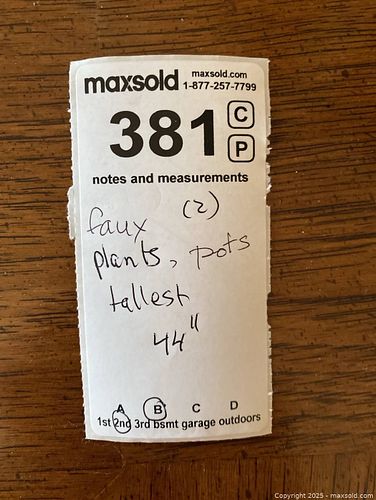 maxsold maxsold.com
1-877-257-7799
381 C
P
notes and measurements
faux (2)
plants, pots
tallest
44"
A B C D
1st 2nd 3rd bsmt garage outdoors
Copyright 2025 - maxsold.com